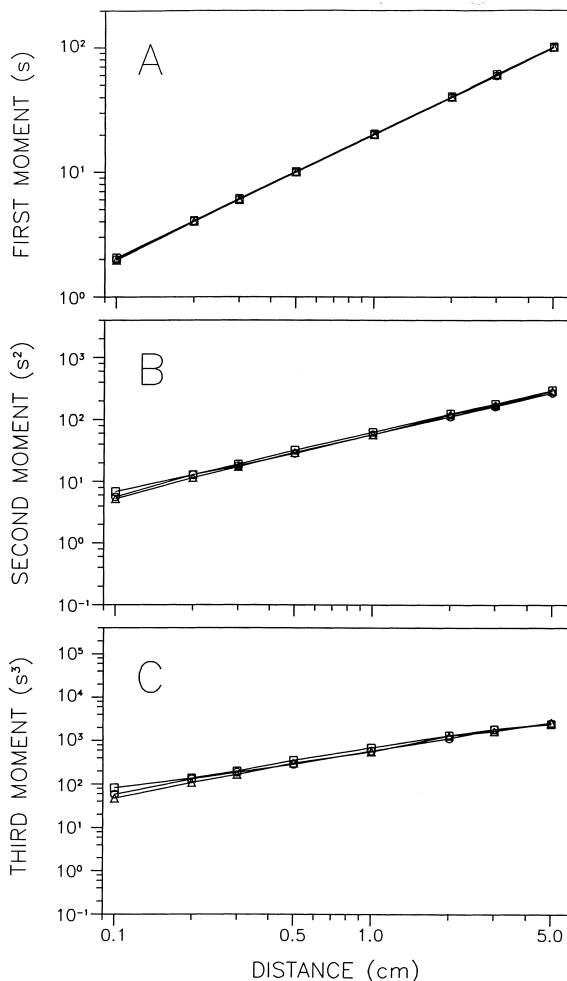 A
FIRST MOMENT (s)
10²
10¹
10⁰
B
SECOND MOMENT (s²)
10³
10²
10¹
10⁰
10⁻¹
C
THIRD MOMENT (s³)
10⁵
10⁴
10³
10²
10¹
10⁰
10⁻¹
0.1 0.5 1.0 5.0
DISTANCE (cm)